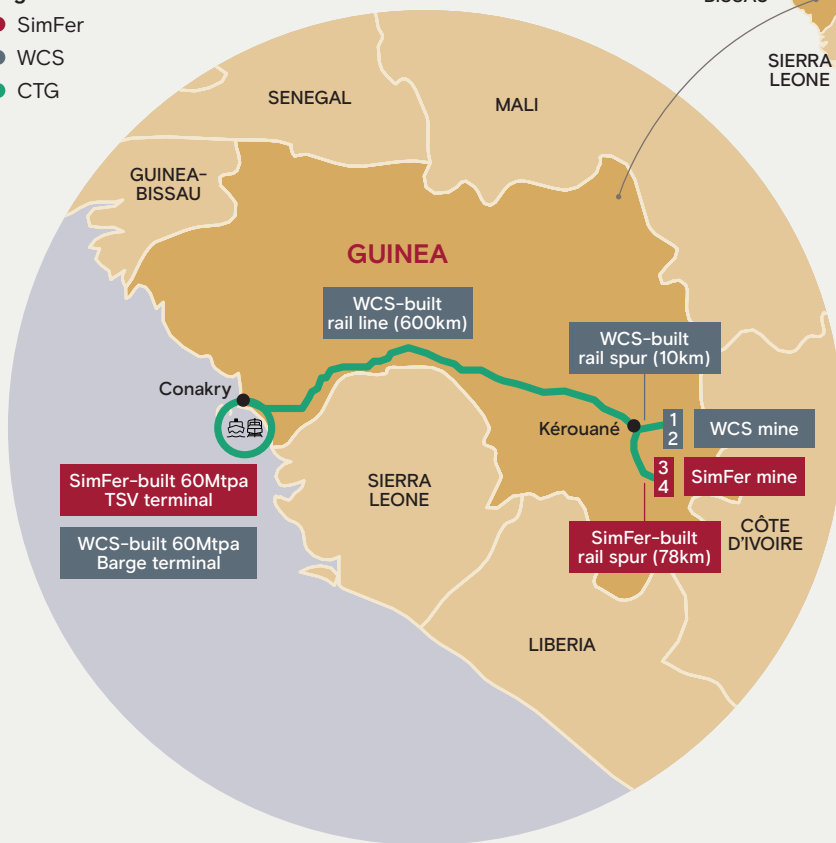 SimFer
WCS
CTG
SIERRA
LEONE
SENEGAL
MALI
GUINEA-
BISSAU
GUINEA
WCS-built
rail line (600km)
WCS-built
rail spur (10km)
Conakry
Kérouané
1
2
WCS mine
3
4
SimFer mine
SimFer-built 60Mtpa
TSV terminal
SIERRA
LEONE
CÔTE
D'IVOIRE
WCS-built 60Mtpa
Barge terminal
SimFer-built
rail spur (78km)
LIBERIA